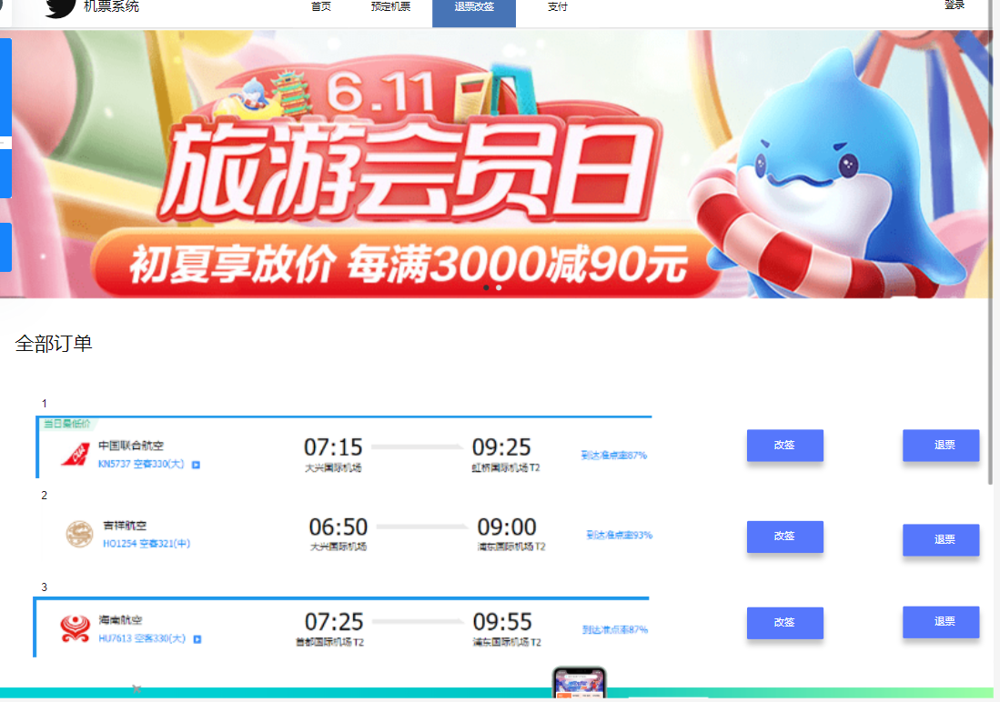 机票系统
首页 预定机票 退票改签 支付 登录
6.11
旅游会员日
初夏享放价 每满3000减90元
全部订单
1
当日最低价
中国联合航空
KN5737 空客330(大)
07:15 09:25
大兴国际机场 虹桥国际机场T2
到达准点率87%
改签 退票
2
吉祥航空
HO1254 空客321(中)
06:50 09:00
大兴国际机场 浦东国际机场T2
到达准点率93%
改签 退票
3
海南航空
HU7613 空客330(大)
07:25 09:55
首都国际机场T2 浦东国际机场T2
到达准点率87%
改签 退票